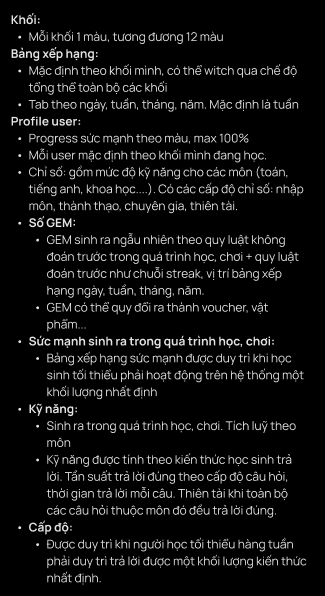 Khối:
• Mỗi khối 1 màu, tương đương 12 màu
Bảng xếp hạng:
• Mặc định theo khối mình, có thể witch qua chế độ
tổng thể toàn bộ các khối
• Tab theo ngày, tuần, tháng, năm. Mặc định là tuần
Profile user:
• Progress sức mạnh theo màu, max 100%
• Mỗi user mặc định theo khối mình đang học.
• Chỉ số: gồm mức độ kỹ năng cho các môn (toán,
tiếng anh, khoa học....). Có các cấp độ chỉ số: nhập
môn, thành thạo, chuyên gia, thiên tài.
• Số GEM:
• GEM sinh ra ngẫu nhiên theo quy luật không
đoán trước trong quá trình học, chơi + quy luật
đoán trước như chuỗi streak, vị trí bảng xếp
hạng ngày, tuần, tháng, năm.
• GEM có thể quy đổi ra thành voucher, vật
phẩm...
• Sức mạnh sinh ra trong quá trình học, chơi:
• Bảng xếp hạng sức mạnh được duy trì khi học
sinh tối thiểu phải hoạt động trên hệ thống một
khối lượng nhất định
• Kỹ năng:
• Sinh ra trong quá trình học, chơi. Tích luỹ theo
môn
• Kỹ năng được tính theo kiến thức học sinh trả
lời. Tần suất trả lời đúng theo cấp độ câu hỏi,
thời gian trả lời mỗi câu. Thiên tài khi toàn bộ
các câu hỏi thuộc môn đó đều trả lời đúng.
• Cấp độ:
• Được duy trì khi người học tối thiểu hàng tuần
phải duy trì trả lời được một khối lượng kiến thức
nhất định.